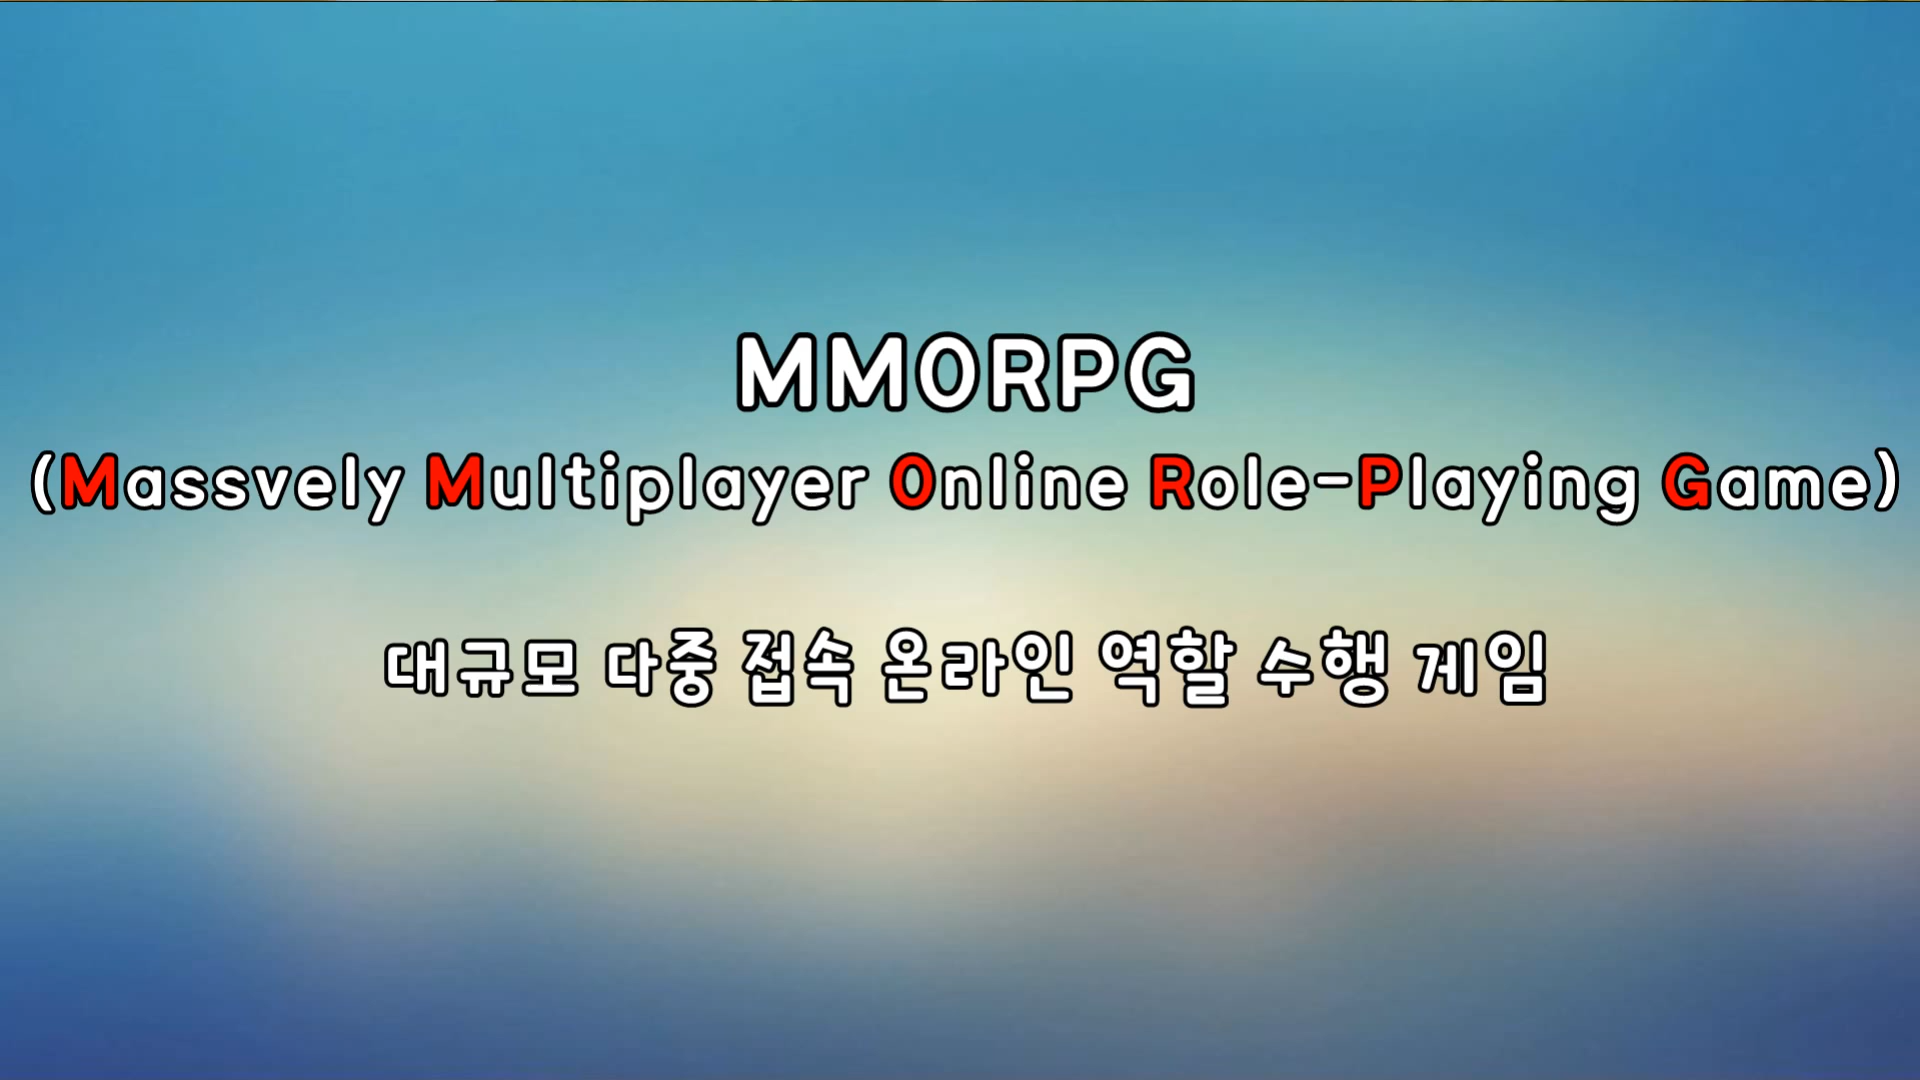 MMORPG
(Massvely Multiplayer Online Role-Playing Game)
대규모 다중 접속 온라인 역할 수행 게임